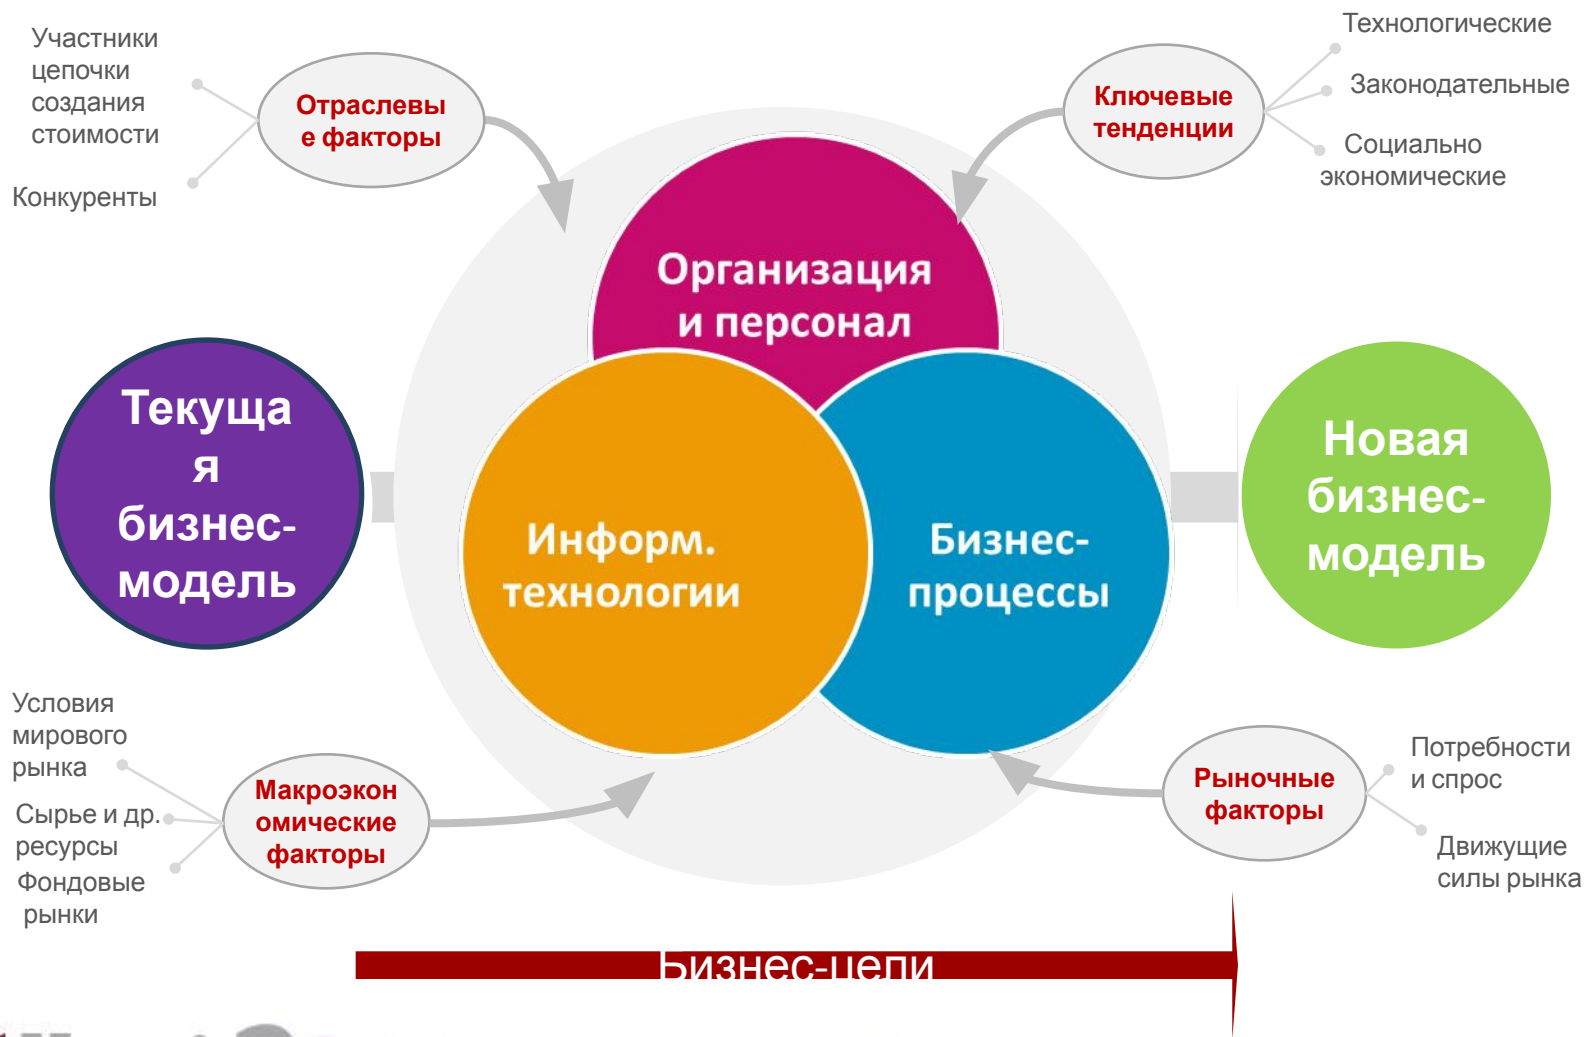 Участники
цепочки
создания
стоимости
Конкуренты
Отраслевы
е факторы
Ключевые
тенденции
Технологические
Законодательные
Социально
экономические
Организация
и персонал
Текуща
я
бизнес-
модель
Информ.
технологии
Бизнес-
процессы
Новая
бизнес-
модель
Условия
мирового
рынка
Сырье и др.
ресурсы
Фондовые
рынки
Макроэкон
омические
факторы
Рыночные
факторы
Потребности
и спрос
Движущие
силы рынка
Бизнес-цели